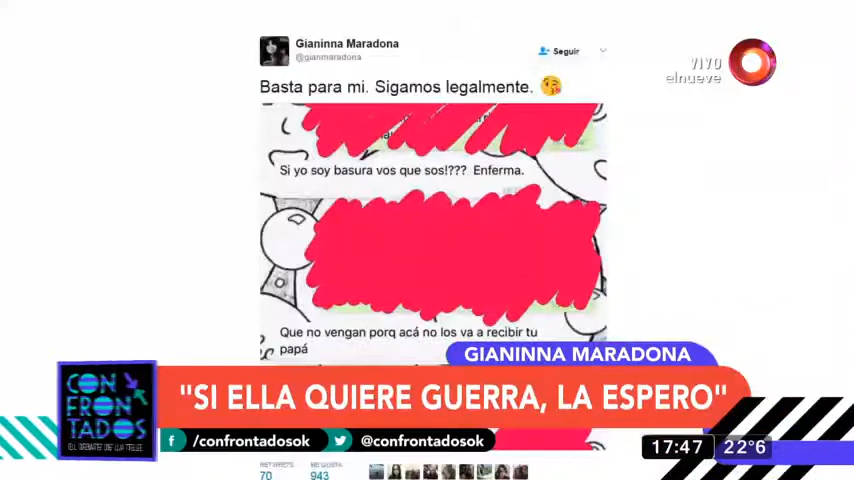 Gianinna Maradona
@gianmaradona
Seguir
VIVO
elnueve
Basta para mi. Sigamos legalmente.
Si yo soy basura vos que sos!??? Enferma.
Que no vengan porq acá no los va a recibir tu
papá
GIANINNA MARADONA
CON
FRON
TADOS
"SI ELLA QUIERE GUERRA, LA ESPERO"
/confrontadosok
@confrontadosok
17:47
22°6
RETWEETS
ME GUSTA
70
943